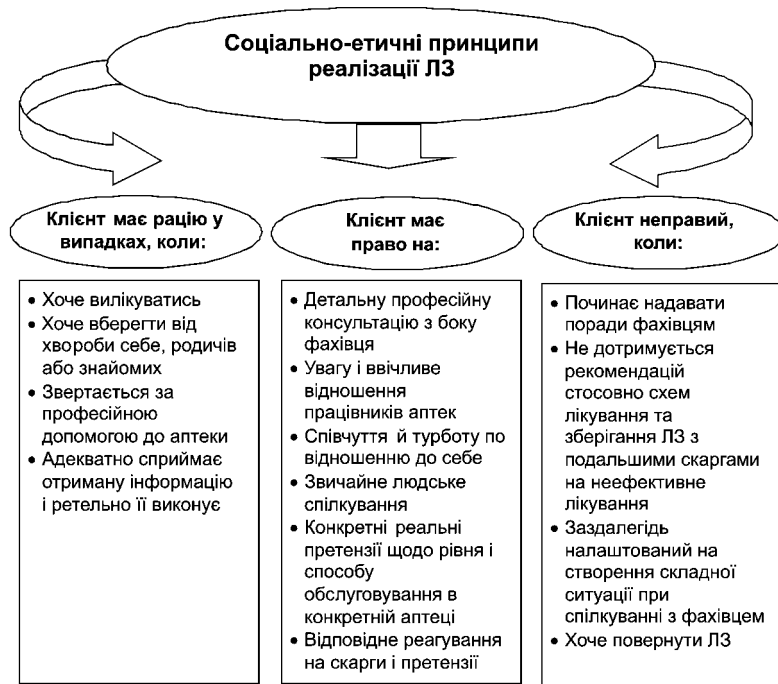 Соціально-етичні принципи
реалізації ЛЗ
Клієнт має рацію у
випадках, коли:
• Хоче вилікуватись
• Хоче вберегти від
хвороби себе, родичів
або знайомих
• Звертається за
професійною
допомогою до аптеки
• Адекватно сприймає
отриману інформацію
і ретельно її виконує
Клієнт має
право на:
• Детальну професійну
консультацію з боку
фахівця
• Увагу і ввічливе
відношення
працівників аптек
• Співчуття й турботу по
відношенню до себе
• Звичайне людське
спілкування
• Конкретні реальні
претензії щодо рівня і
способу
обслуговування в
конкретній аптеці
• Відповідне реагування
на скарги і претензії
Клієнт неправий,
коли:
• Починає надавати
поради фахівцям
• Не дотримується
рекомендацій
стосовно схем
лікування та
зберігання ЛЗ з
подальшими скаргами
на неефективне
лікування
• Заздалегідь
налаштований на
створення складної
ситуації при
спілкуванні з фахівцем
• Хоче повернути ЛЗ